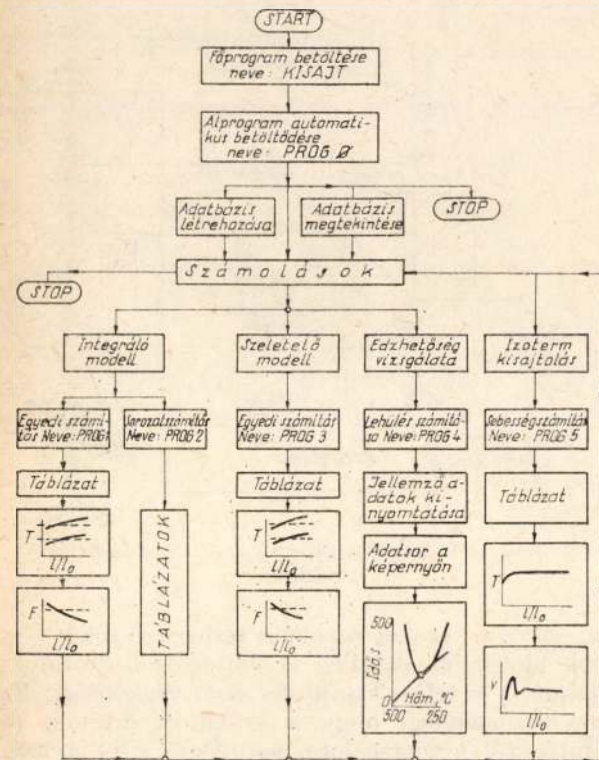 START
Főprogram betöltése
neve: KISAJT
Alprogram automati-
kus betöltődése
neve: PROG Ø
Adatbázis
létrehozása
Adatbázis
megtekintése
STOP
Számolások
STOP
Integráló
modell
Szeletelő
modell
Edzhetőség
vizsgálata
Izoterm
kisajtolás
Egyedi számí-
tás Neve: PROG1
Sorozatszámítás
Neve: PROG 2
Egyedi számítás
Neve: PROG 3
Lehülés számítá-
sa Neve: PROG 4
Sebességszámítás
Neve: PROG 5
Táblázat
T
l/l₀
F
l/l₀
TÁBLÁZATOK
Táblázat
T
l/l₀
F
l/l₀
Jellemző a-
datok ki-
nyomtatása
Adatsor a
képernyőn
500
Idő, s
0
Hőm., °C
500 250
Táblázat
T
l/l₀
v
l/l₀